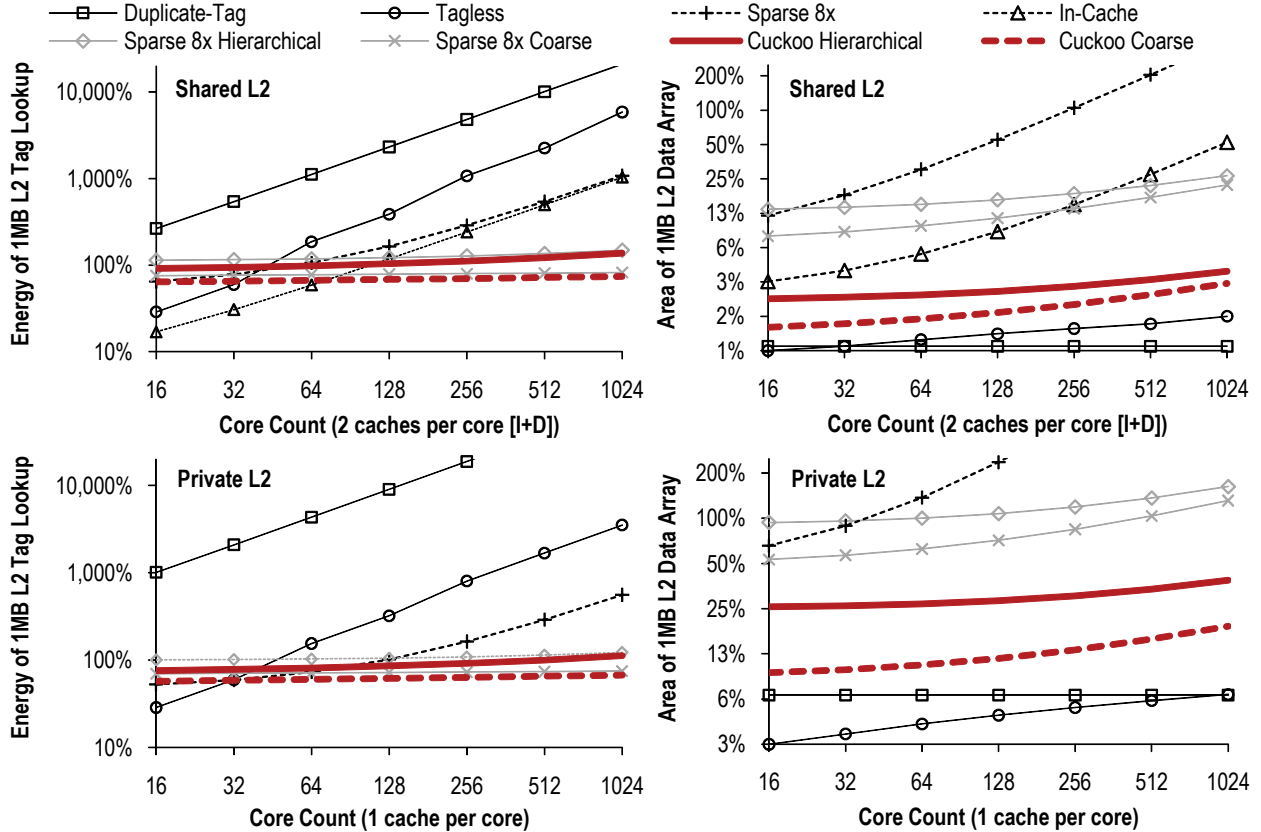 Duplicate-Tag Tagless Sparse 8x In-Cache
Sparse 8x Hierarchical Sparse 8x Coarse Cuckoo Hierarchical Cuckoo Coarse
Energy of 1MB L2 Tag Lookup
Shared L2
10,000%
1,000%
100%
10%
16 32 64 128 256 512 1024
Core Count (2 caches per core [I+D])
Area of 1MB L2 Data Array
Shared L2
200%
100%
50%
25%
13%
6%
3%
2%
1%
16 32 64 128 256 512 1024
Core Count (2 caches per core [I+D])
Energy of 1MB L2 Tag Lookup
Private L2
10,000%
1,000%
100%
10%
16 32 64 128 256 512 1024
Core Count (1 cache per core)
Area of 1MB L2 Data Array
Private L2
200%
100%
50%
25%
13%
6%
3%
16 32 64 128 256 512 1024
Core Count (1 cache per core)